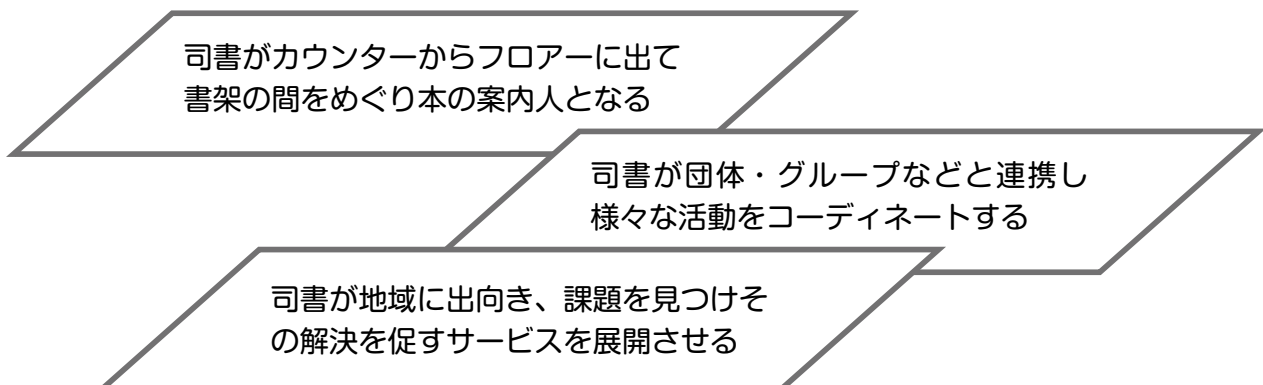 司書がカウンターからフロアーに出て
書架の間をめぐり本の案内人となる
司書が団体・グループなどと連携し
様々な活動をコーディネートする
司書が地域に出向き、課題を見つけそ
の解決を促すサービスを展開させる